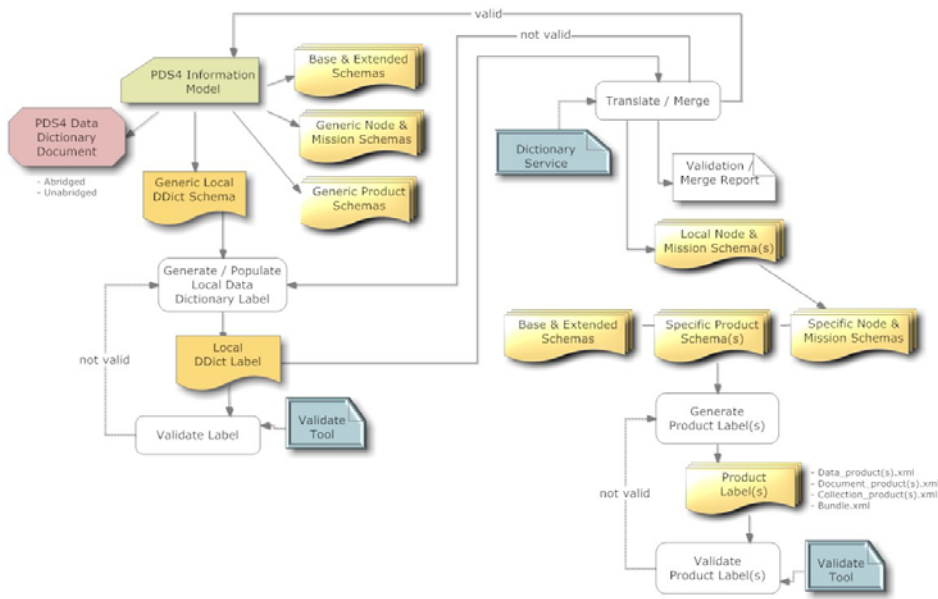 valid
not valid
PDS4 Information
Model
Base & Extended
Schemas
Translate / Merge
PDS4 Data
Dictionary
Document
- Abridged
- Unabridged
Generic Node &
Mission Schemas
Dictionary
Service
Validation /
Merge Report
Generic Local
DDict Schema
Generic Product
Schemas
Local Node &
Mission Schema(s)
Generate / Populate
Local Data
Dictionary Label
Base & Extended
Schemas
Specific Product
Schema(s)
Specific Node &
Mission Schemas
not valid
Local
DDict Label
Validate Label
Validate
Tool
Generate
Product Label(s)
not valid
Product
Label(s)
- Data_product(s).xml
- Document_product(s).xml
- Collection_product(s).xml
- Bundle.xml
Validate
Product Label(s)
Validate
Tool